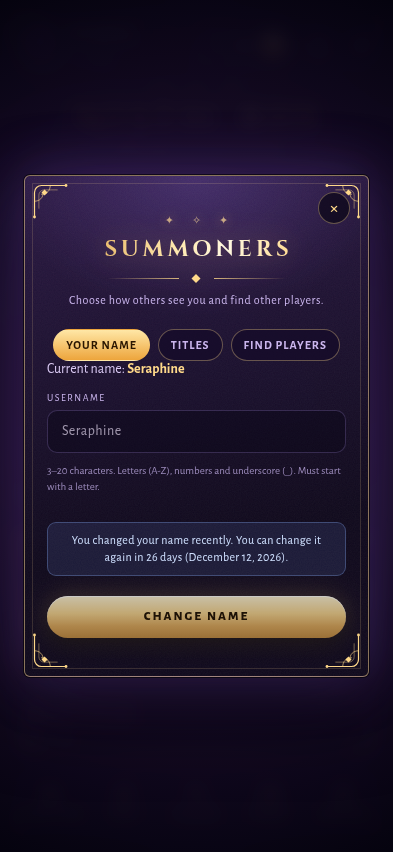 SUMMONERS
Choose how others see you and find other players.
YOUR NAME
TITLES
FIND PLAYERS
Current name: Seraphine
USERNAME
Seraphine
3–20 characters. Letters (A-Z), numbers and underscore (_). Must start
with a letter.
You changed your name recently. You can change it
again in 26 days (December 12, 2026).
CHANGE NAME